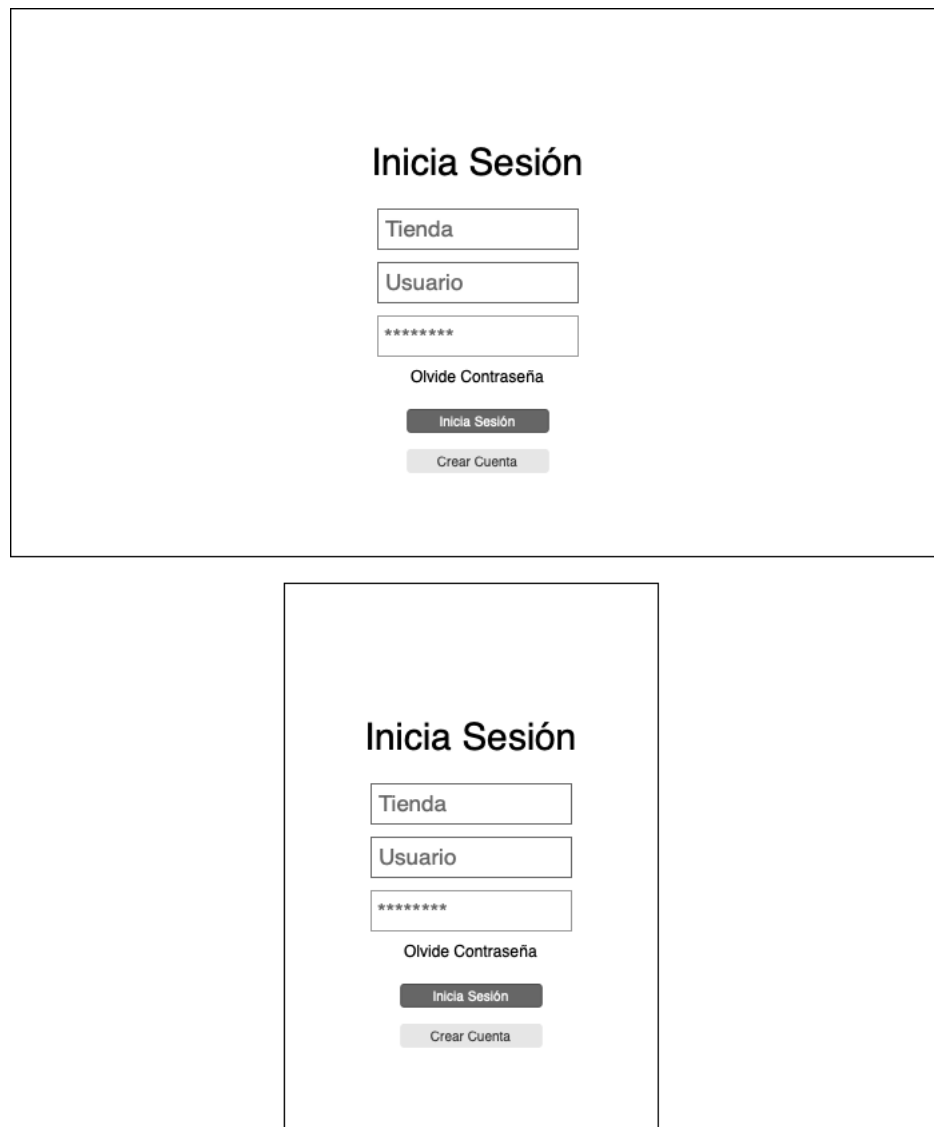 Inicia Sesión
Tienda
Usuario
********
Olvide Contraseña
Inicia Sesión
Crear Cuenta
Inicia Sesión
Tienda
Usuario
********
Olvide Contraseña
Inicia Sesión
Crear Cuenta